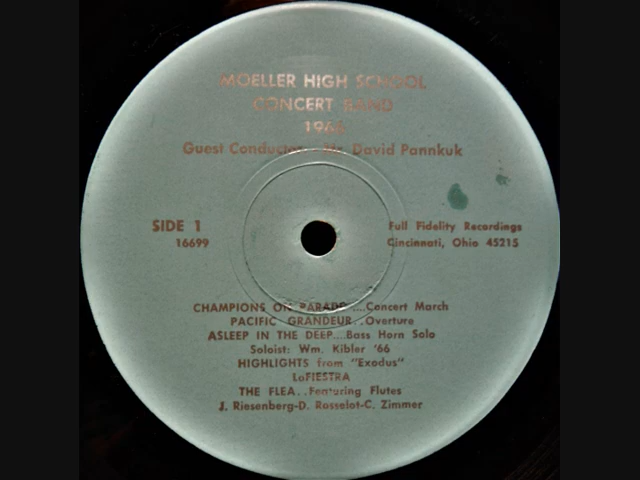 MOELLER HIGH SCHOOL
CONCERT BAND
1966
Guest Conductor Mr. David Pannkuk
SIDE 1
16699
Full Fidelity Recordings
Cincinnati, Ohio 45215
CHAMPIONS ON PARADE....Concert March
PACIFIC GRANDEUR..Overture
ASLEEP IN THE DEEP....Bass Horn Solo
Soloist: Wm. Kibler '66
HIGHLIGHTS from "Exodus"
LaFIESTRA
THE FLEA..Featuring Flutes
J. Riesenberg-D. Rosselot-C. Zimmer